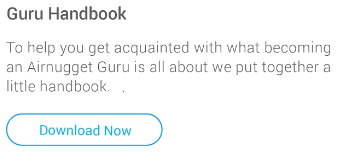 Guru Handbook
To help you get acquainted with what becoming
an Airnugget Guru is all about we put together a
little handbook. .
Download Now